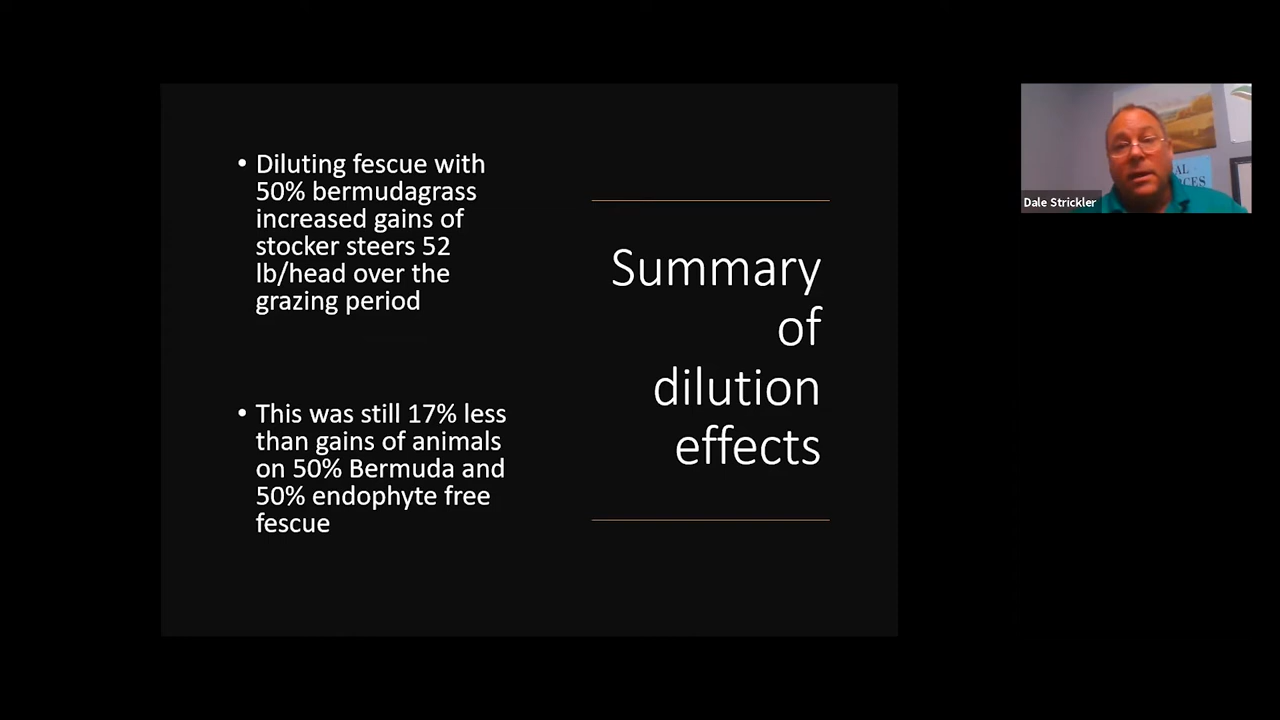 • Diluting fescue with
50% bermudagrass
increased gains of
stocker steers 52
lb/head over the
grazing period
• This was still 17% less
than gains of animals
on 50% Bermuda and
50% endophyte free
fescue
Summary
of
dilution
effects
Dale Strickler